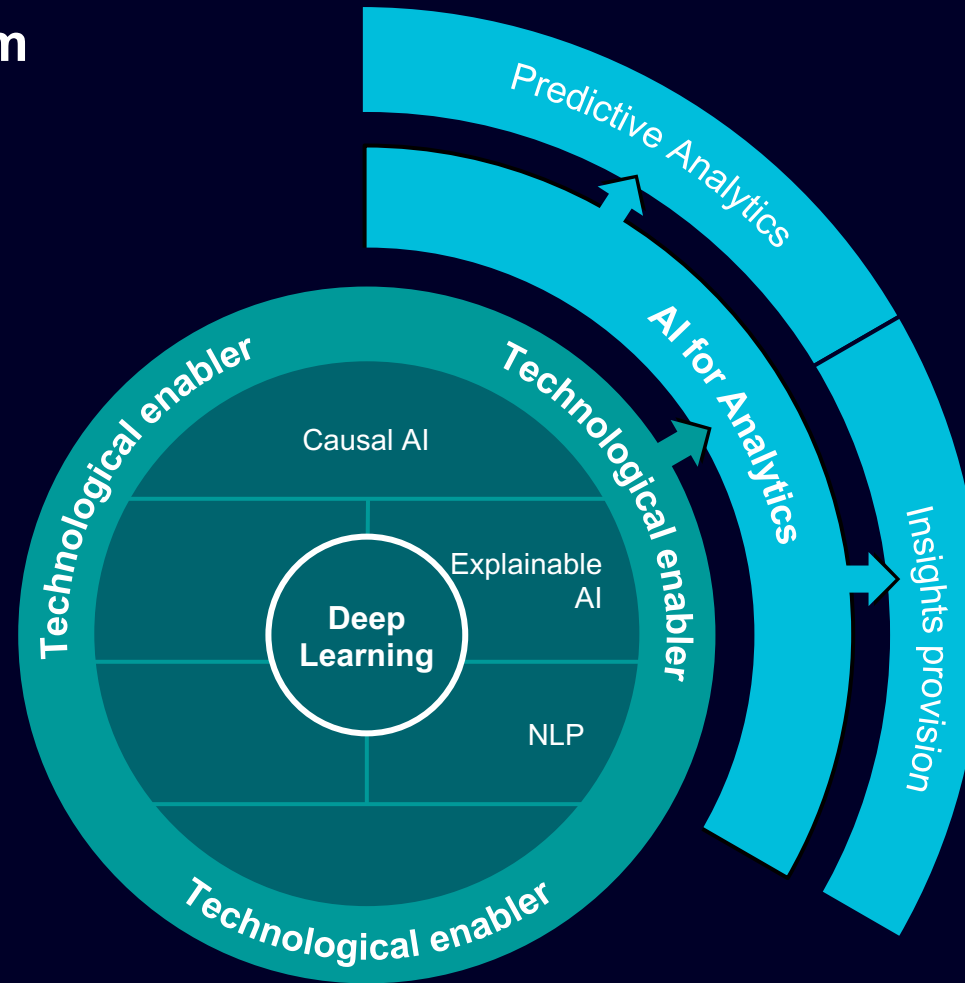 m
Predictive Analytics
AI for Analytics
Insights provision
Technological enabler
Technological enabler
Causal AI
Explainable
AI
Deep
Learning
NLP
Technological enabler